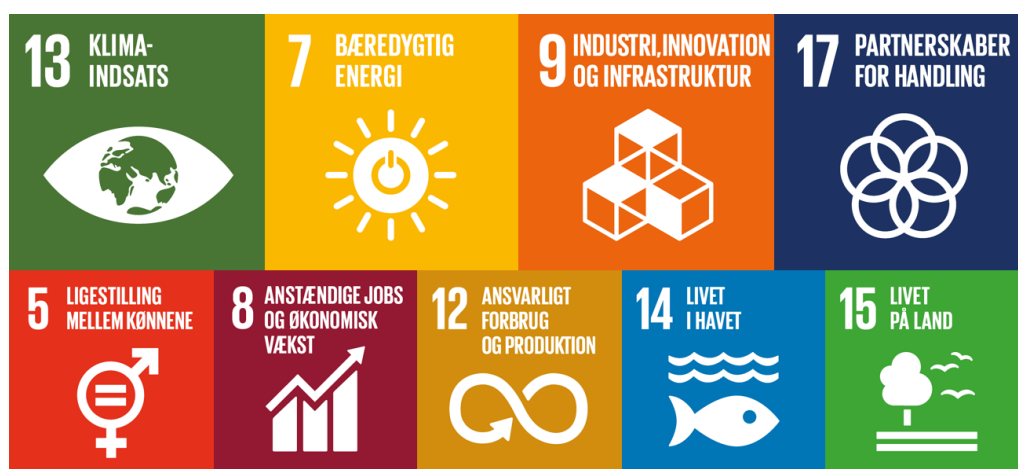 13 KLIMA-
INDSATS
7 BÆREDYGTIG
ENERGI
9 INDUSTRI, INNOVATION
OG INFRASTRUKTUR
17 PARTNERSKABER
FOR HANDLING
5 LIGESTILLING
MELLEM KØNNENE
8 ANSTÆNDIGE JOBS
OG ØKONOMISK
VÆKST
12 ANSVARLIGT
FORBRUG
OG PRODUKTION
14 LIVET
I HAVET
15 LIVET
PÅ LAND